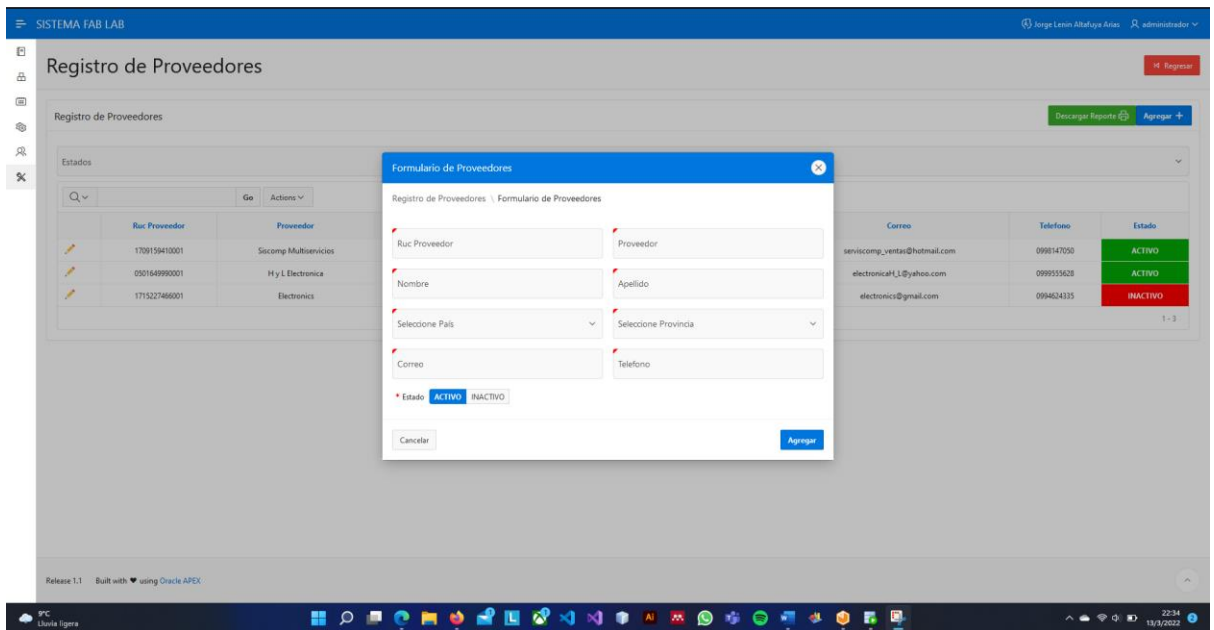 SISTEMA FAB LAB
Jorge Lenin Altafuya Arias administrador
Registro de Proveedores
Regresar
Registro de Proveedores
Descargar Reporte Agregar +
Estados
Go Actions
Ruc Proveedor Proveedor Correo Telefono Estado
1709159410001 Siscomp Multiservicios serviscomp_ventas@hotmail.com 0998147050 ACTIVO
0501649990001 H y L Electronica electronicaH_L@yahoo.com 0999555628 ACTIVO
1715227466001 Electronics electronics@gmail.com 0994624335 INACTIVO
1 - 3
Formulario de Proveedores
Registro de Proveedores \ Formulario de Proveedores
Ruc Proveedor Proveedor
Nombre Apellido
Seleccione País Seleccione Provincia
Correo Telefono
* Estado ACTIVO INACTIVO
Cancelar Agregar
Release 1.1 Built with ♥ using Oracle APEX
9°C
Lluvia ligera
22:34
13/3/2022